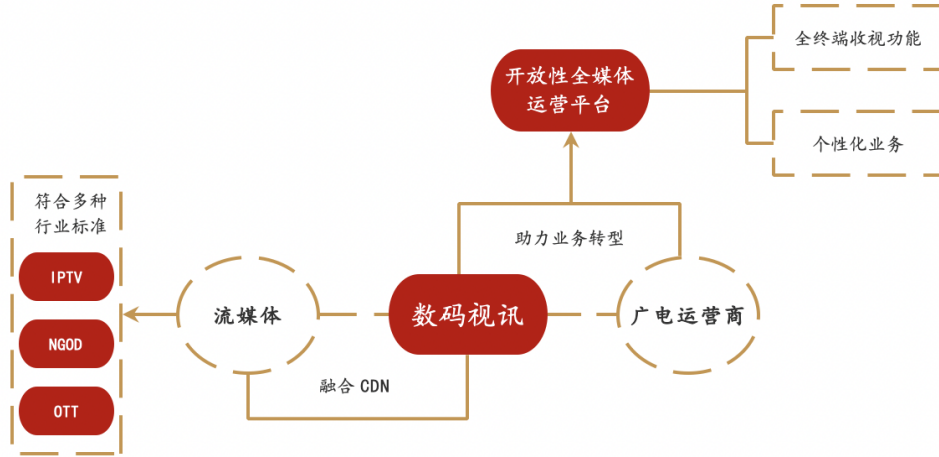 全终端收视功能
开放性全媒体
运营平台
个性化业务
符合多种
行业标准
助力业务转型
IPTV
流媒体
数码视讯
广电运营商
NGOD
融合 CDN
OTT